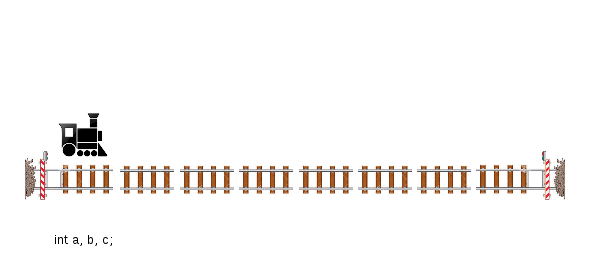 int a, b, c;